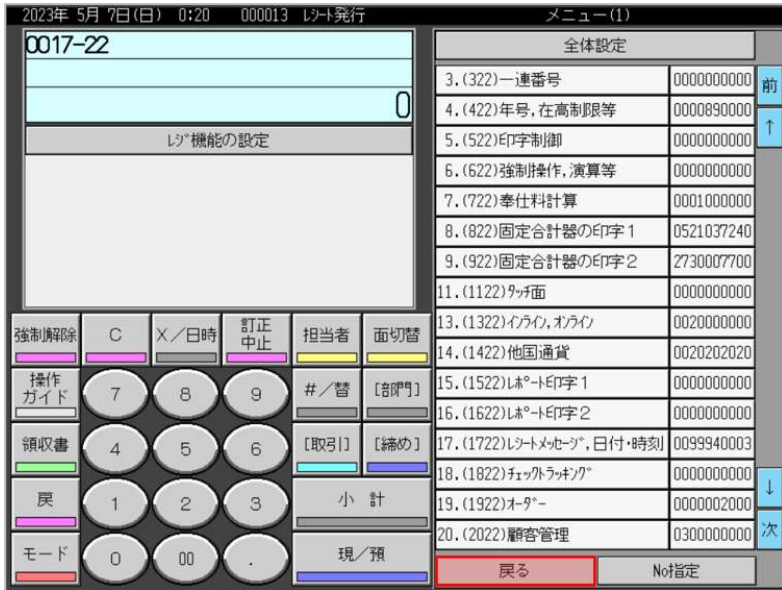 2023年 5月 7日(日) 0:20 000013 ﾚｼｰﾄ発行
メニュー(1)
0017-22
0
ﾚｼﾞ機能の設定
全体設定
3.(322)一連番号 0000000000
4.(422)年号,在高制限等 0000890000
5.(522)印字制御 0000000000
6.(622)強制操作,演算等 0000000000
7.(722)奉仕料計算 0001000000
8.(822)固定合計器の印字1 0521037240
9.(922)固定合計器の印字2 2730007700
11.(1122)ﾀｯﾁ面 0000000000
13.(1322)ｲﾝﾗｲﾝ,ｵﾝﾗｲﾝ 0020000000
14.(1422)他国通貨 0020202020
15.(1522)ﾚﾎﾟｰﾄ印字1 0000000000
16.(1622)ﾚﾎﾟｰﾄ印字2 0000000000
17.(1722)ﾚｼｰﾄﾒｯｾｰｼﾞ,日付・時刻 0099940003
18.(1822)ﾁｪｯｸﾄﾗｯｷﾝｸﾞ 0000000000
19.(1922)ｵｰﾀﾞｰ 0000002000
20.(2022)顧客管理 0300000000
前
↑
↓
次
戻る No指定
強制解除 C X/日時 訂正中止 担当者 面切替
操作ガイド 7 8 9 #/替 [部門]
領収書 4 5 6 [取引] [締め]
戻 1 2 3 小計
モード 0 00 . 現/預